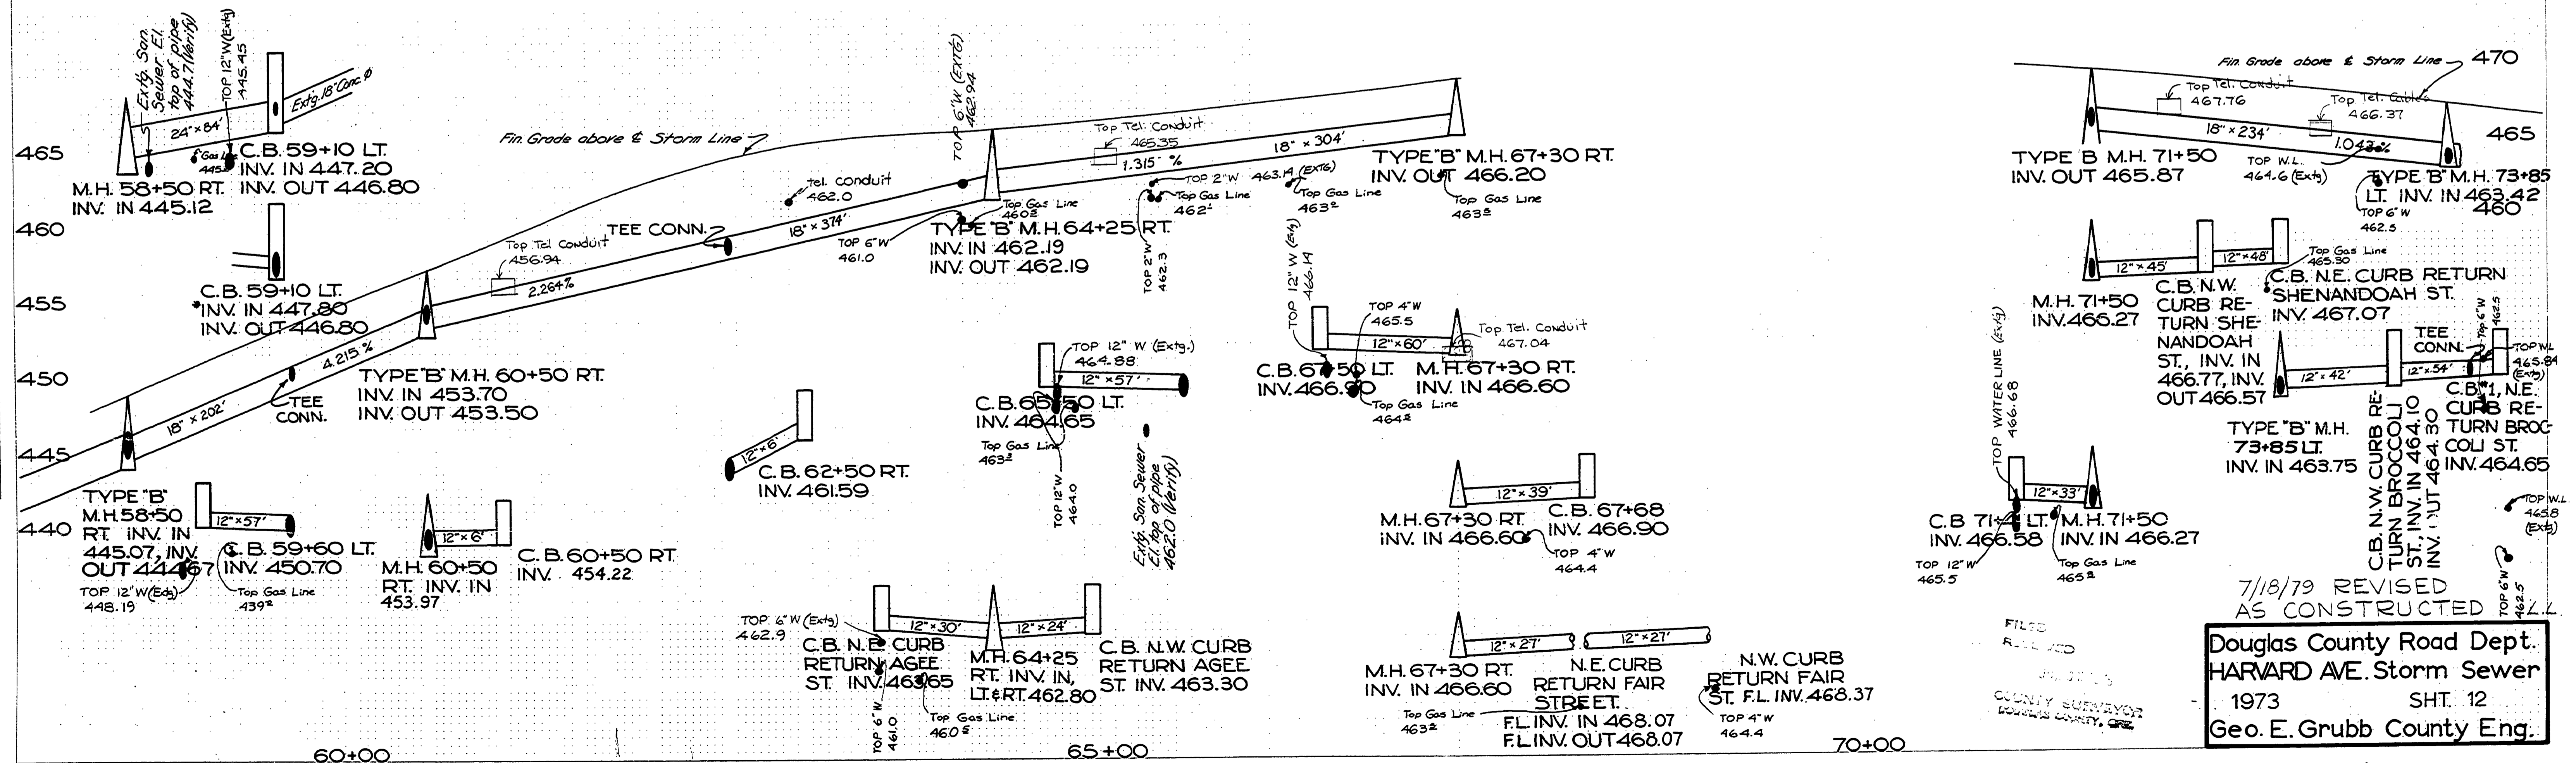 Extg. San.
Sewer El.
top of pipe
444.7 (Verify)
TOP 12" W (Extg)
445.45
Extg. 18" Conc.
24" x 84'
Gas Line
C.B. 59+10 LT.
INV. IN 447.20
INV. OUT 446.80
M.H. 58+50 RT.
INV. IN 445.12
465
460
455
450
445
440
C.B. 59+10 LT.
INV. IN 447.80
INV. OUT 446.80
Fin. Grade above ℄ Storm Line
TOP 6" W (EXTG)
462.94
Top Tel. Conduit
465.35
1.315 %
18" x 304'
TYPE "B" M.H. 67+30 RT.
INV. OUT 466.20
TOP 2" W 463.14 (EXTG)
Top Gas Line
462¹
Top Gas Line
463²
Top Gas Line
463⁵
tel. conduit
462.0
18" x 374'
TEE CONN.
TOP 6" W
461.0
Top Gas Line
TYPE "B" M.H. 64+25 RT.
INV. IN 462.19
INV. OUT 462.19
TOP 2" W
462.3
Top Tel Conduit
456.94
2.264%
4.215 %
18" x 202'
TEE
CONN.
TYPE "B" M.H. 60+50 RT.
INV. IN 453.70
INV. OUT 453.50
TYPE "B"
M.H. 58+50
RT. INV. IN
445.07, INV.
OUT 444.67
TOP 12" W (Extg)
448.19
12" x 57'
C.B. 59+60 LT.
INV. 450.70
Top Gas Line
12" x 6'
M.H. 60+50
RT. INV. IN
453.97
C.B. 60+50 RT.
INV. 454.22
12" x 6'
C.B. 62+50 RT.
INV. 461.59
TOP 12" W (Extg.)
464.88
12" x 57'
C.B. 65+50 LT.
INV. 464.65
Top Gas Line
TOP 12" W
464.0
Extg. San. Sewer
El. top of pipe
462.0 (Verify)
TOP 12" W (Extg)
466.14
TOP 4" W
465.5
12" x 60'
Top Tel. Conduit
467.04
C.B. 67+50 LT.
INV. 466.90
M.H. 67+30 RT.
INV. IN 466.60
Top Gas Line
12" x 39'
M.H. 67+30 RT.
INV. IN 466.60
C.B. 67+68
INV. 466.90
TOP 4" W
464.4
TOP 6" W (Extg)
462.9
12" x 30'
12" x 24'
C.B. N.E. CURB
RETURN AGEE
ST. INV. 463.65
M.H. 64+25
RT. INV. IN,
LT. & RT. 462.80
C.B. N.W. CURB
RETURN AGEE
ST. INV. 463.30
TOP 6" W
461.0
Top Gas Line
12" x 27'
12" x 27'
M.H. 67+30 RT.
INV. IN 466.60
N.E. CURB
RETURN FAIR
STREET
F.L. INV. IN 468.07
F.L. INV. OUT 468.07
Top Gas Line
463²
N.W. CURB
RETURN FAIR
ST. F.L. INV. 468.37
TOP 4" W
464.4
Fin. Grade above ℄ Storm Line
470
465
460
Top Tel. Conduit
467.76
Top Tel. Cables
466.37
18" x 234'
TYPE B M.H. 71+50
INV. OUT 465.87
TOP W.L.
464.6 (Extg)
TYPE "B" M.H. 73+85
LT. INV. IN 463.42
TOP 6" W
462.5
12" x 45'
12" x 48'
M.H. 71+50
INV. 466.27
C.B. N.W.
CURB RE-
TURN SHE-
NANDOAH
ST., INV. IN
466.77, INV.
OUT 466.57
Top Gas Line
465.30
C.B. N.E. CURB RETURN
SHENANDOAH ST.
INV. 467.07
TEE
CONN.
Top 6" W
462.5
TOP W.L.
465.84
(Extg)
12" x 42'
12" x 54'
TYPE "B" M.H.
73+85 LT.
INV. IN 463.75
C.B. N.W. CURB RE-
TURN BROCCOLI
ST., INV. IN 464.10
INV. OUT 464.30
C.B. #1, N.E.
CURB RE-
TURN BROC-
COLI ST.
INV. 464.65
TOP WATER LINE (Extg)
466.68
12" x 33'
LT.
INV. 466.58
M.H. 71+50
INV. IN 466.27
TOP 12" W
465.5
Top Gas Line
TOP W.L.
465.8
(Extg)
TOP 6" W
462.5
7/18/79 REVISED
AS CONSTRUCTED
FILED
COUNTY SURVEYOR
DOUGLAS COUNTY, ORE.
Douglas County Road Dept.
HARVARD AVE. Storm Sewer
1973 SHT. 12
Geo. E. Grubb County Eng.
60+00
65+00
70+00